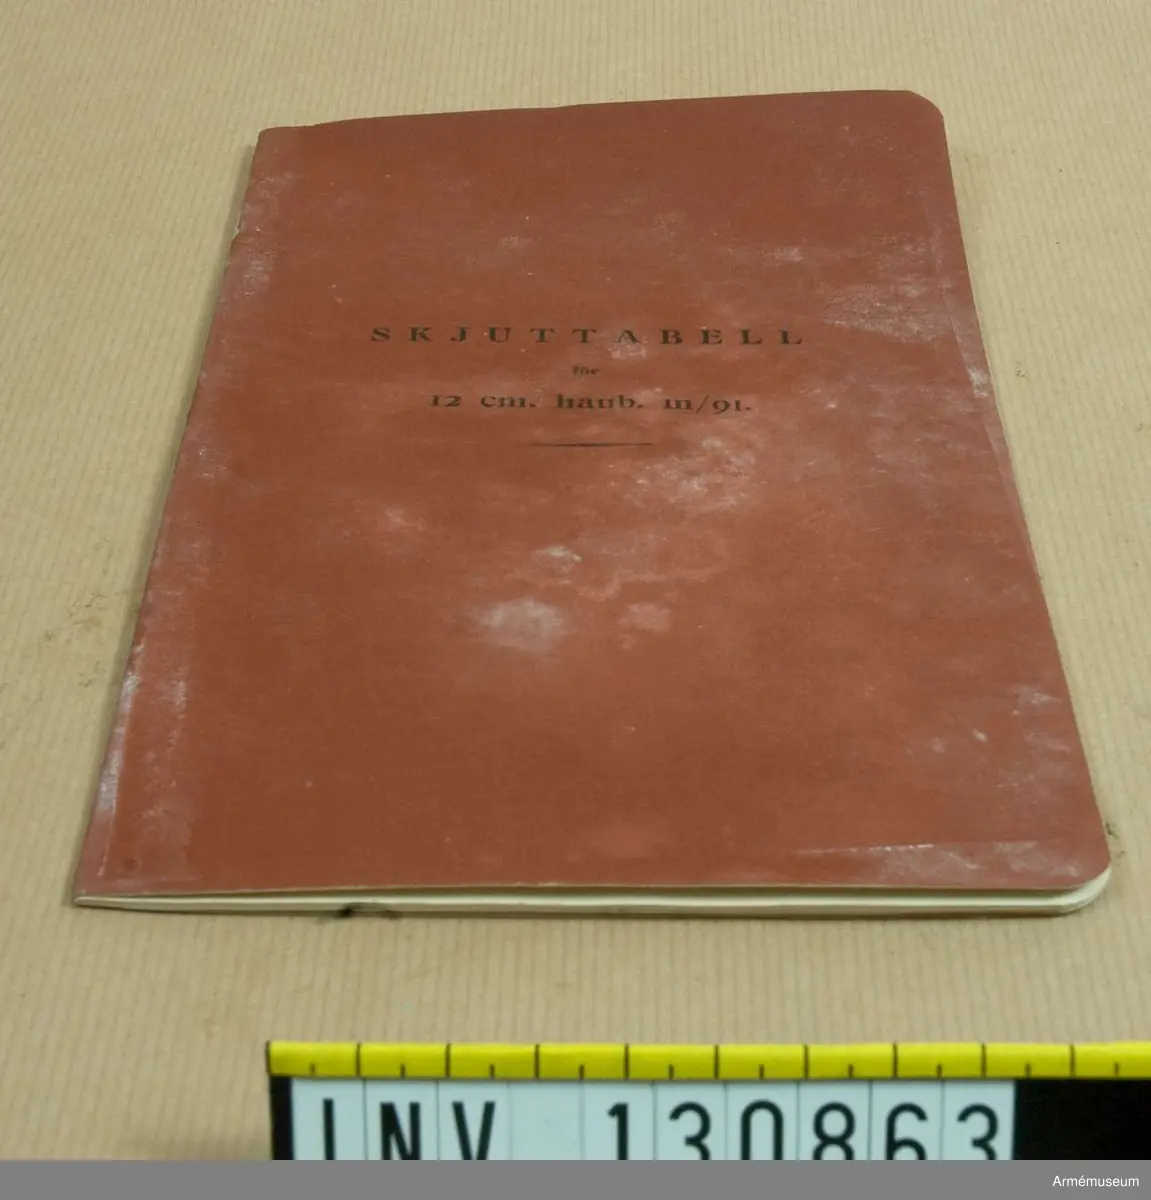 SKJUTTABELL
för
12 cm. haub. m/91.
INV 130863
Armémuseum